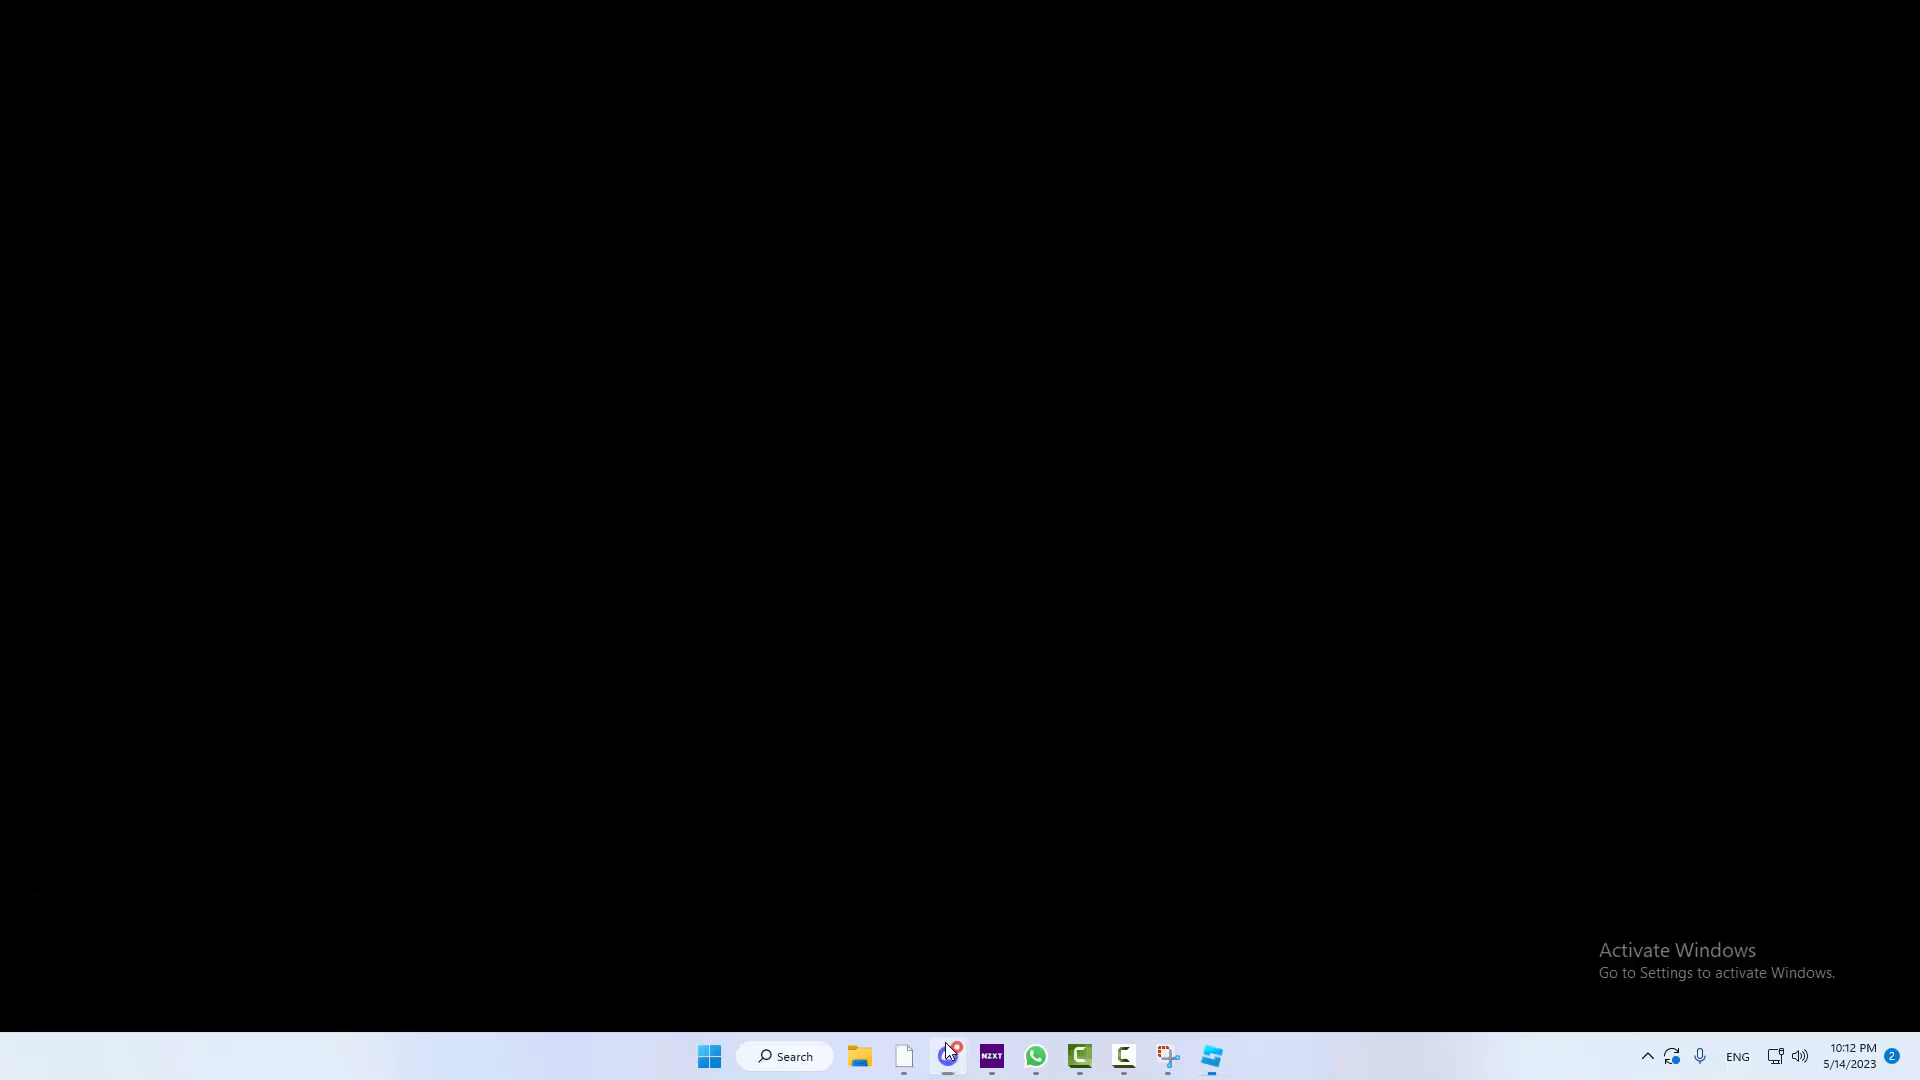 Activate Windows
Go to Settings to activate Windows.
Search
NZXT
ENG
10:12 PM
5/14/2023
2